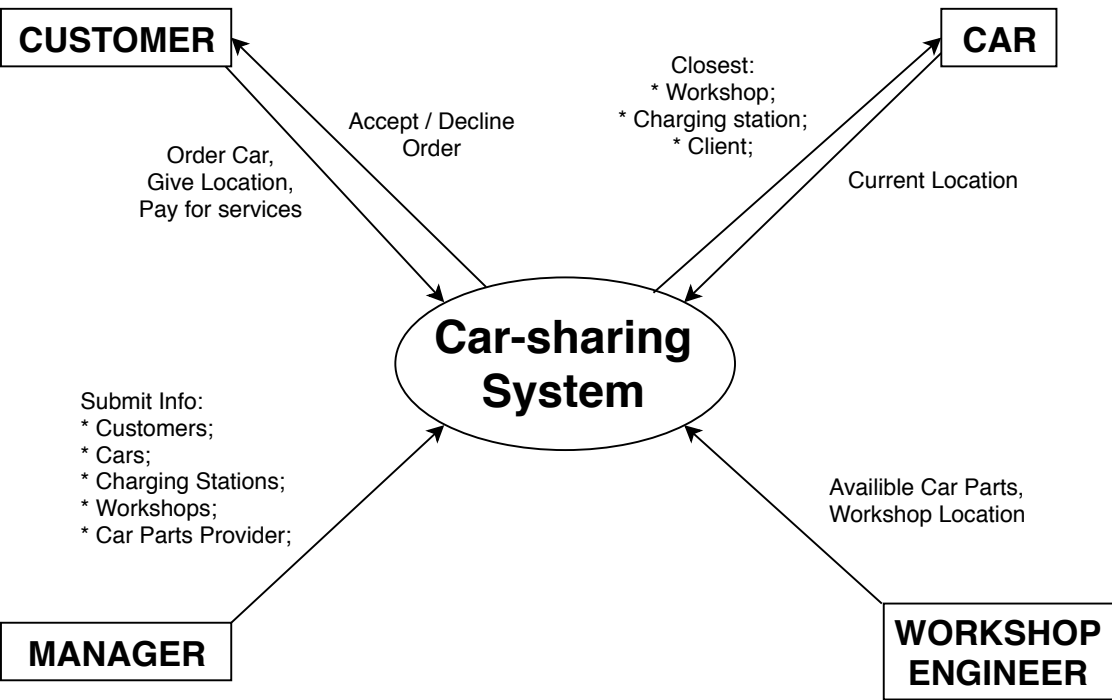 CUSTOMER
CAR
Closest:
* Workshop;
* Charging station;
* Client;
Accept / Decline
Order
Order Car,
Give Location,
Pay for services
Current Location
Car-sharing
System
Submit Info:
* Customers;
* Cars;
* Charging Stations;
* Workshops;
* Car Parts Provider;
Availible Car Parts,
Workshop Location
MANAGER
WORKSHOP
ENGINEER